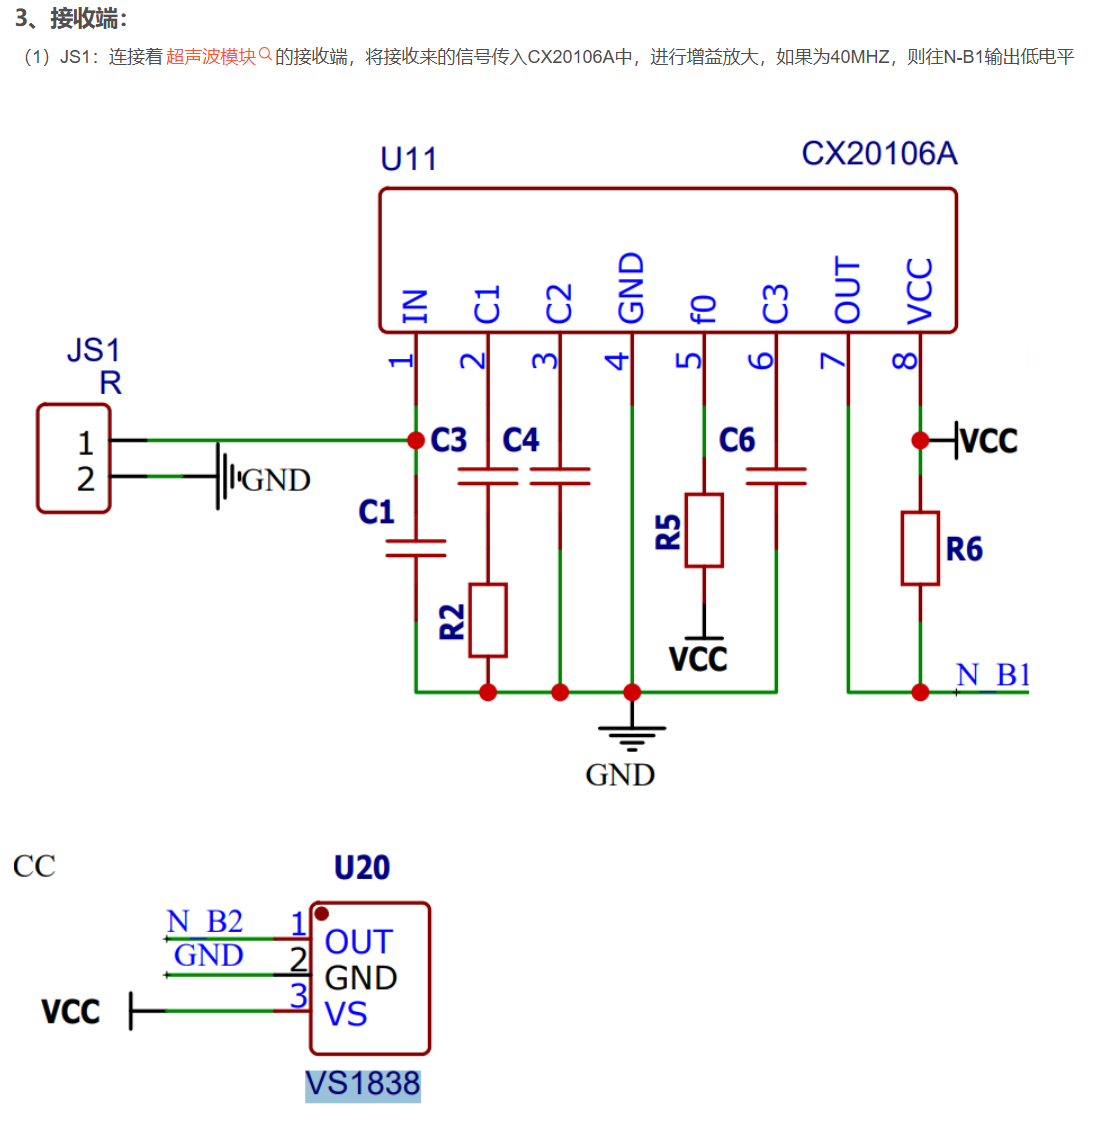 3、接收端：
（1）JS1：连接着超声波模块的接收端，将接收来的信号传入CX20106A中，进行增益放大，如果为40MHZ，则往N-B1输出低电平
U11 CX20106A
IN C1 C2 GND f0 C3 OUT VCC
1 2 3 4 5 6 7 8
JS1
R
1 C3 C4 C6 VCC
2 GND
C1 R5 R6
R2
VCC
N_B1
GND
CC U20
N_B2 1 OUT
GND 2 GND
VCC 3 VS
VS1838